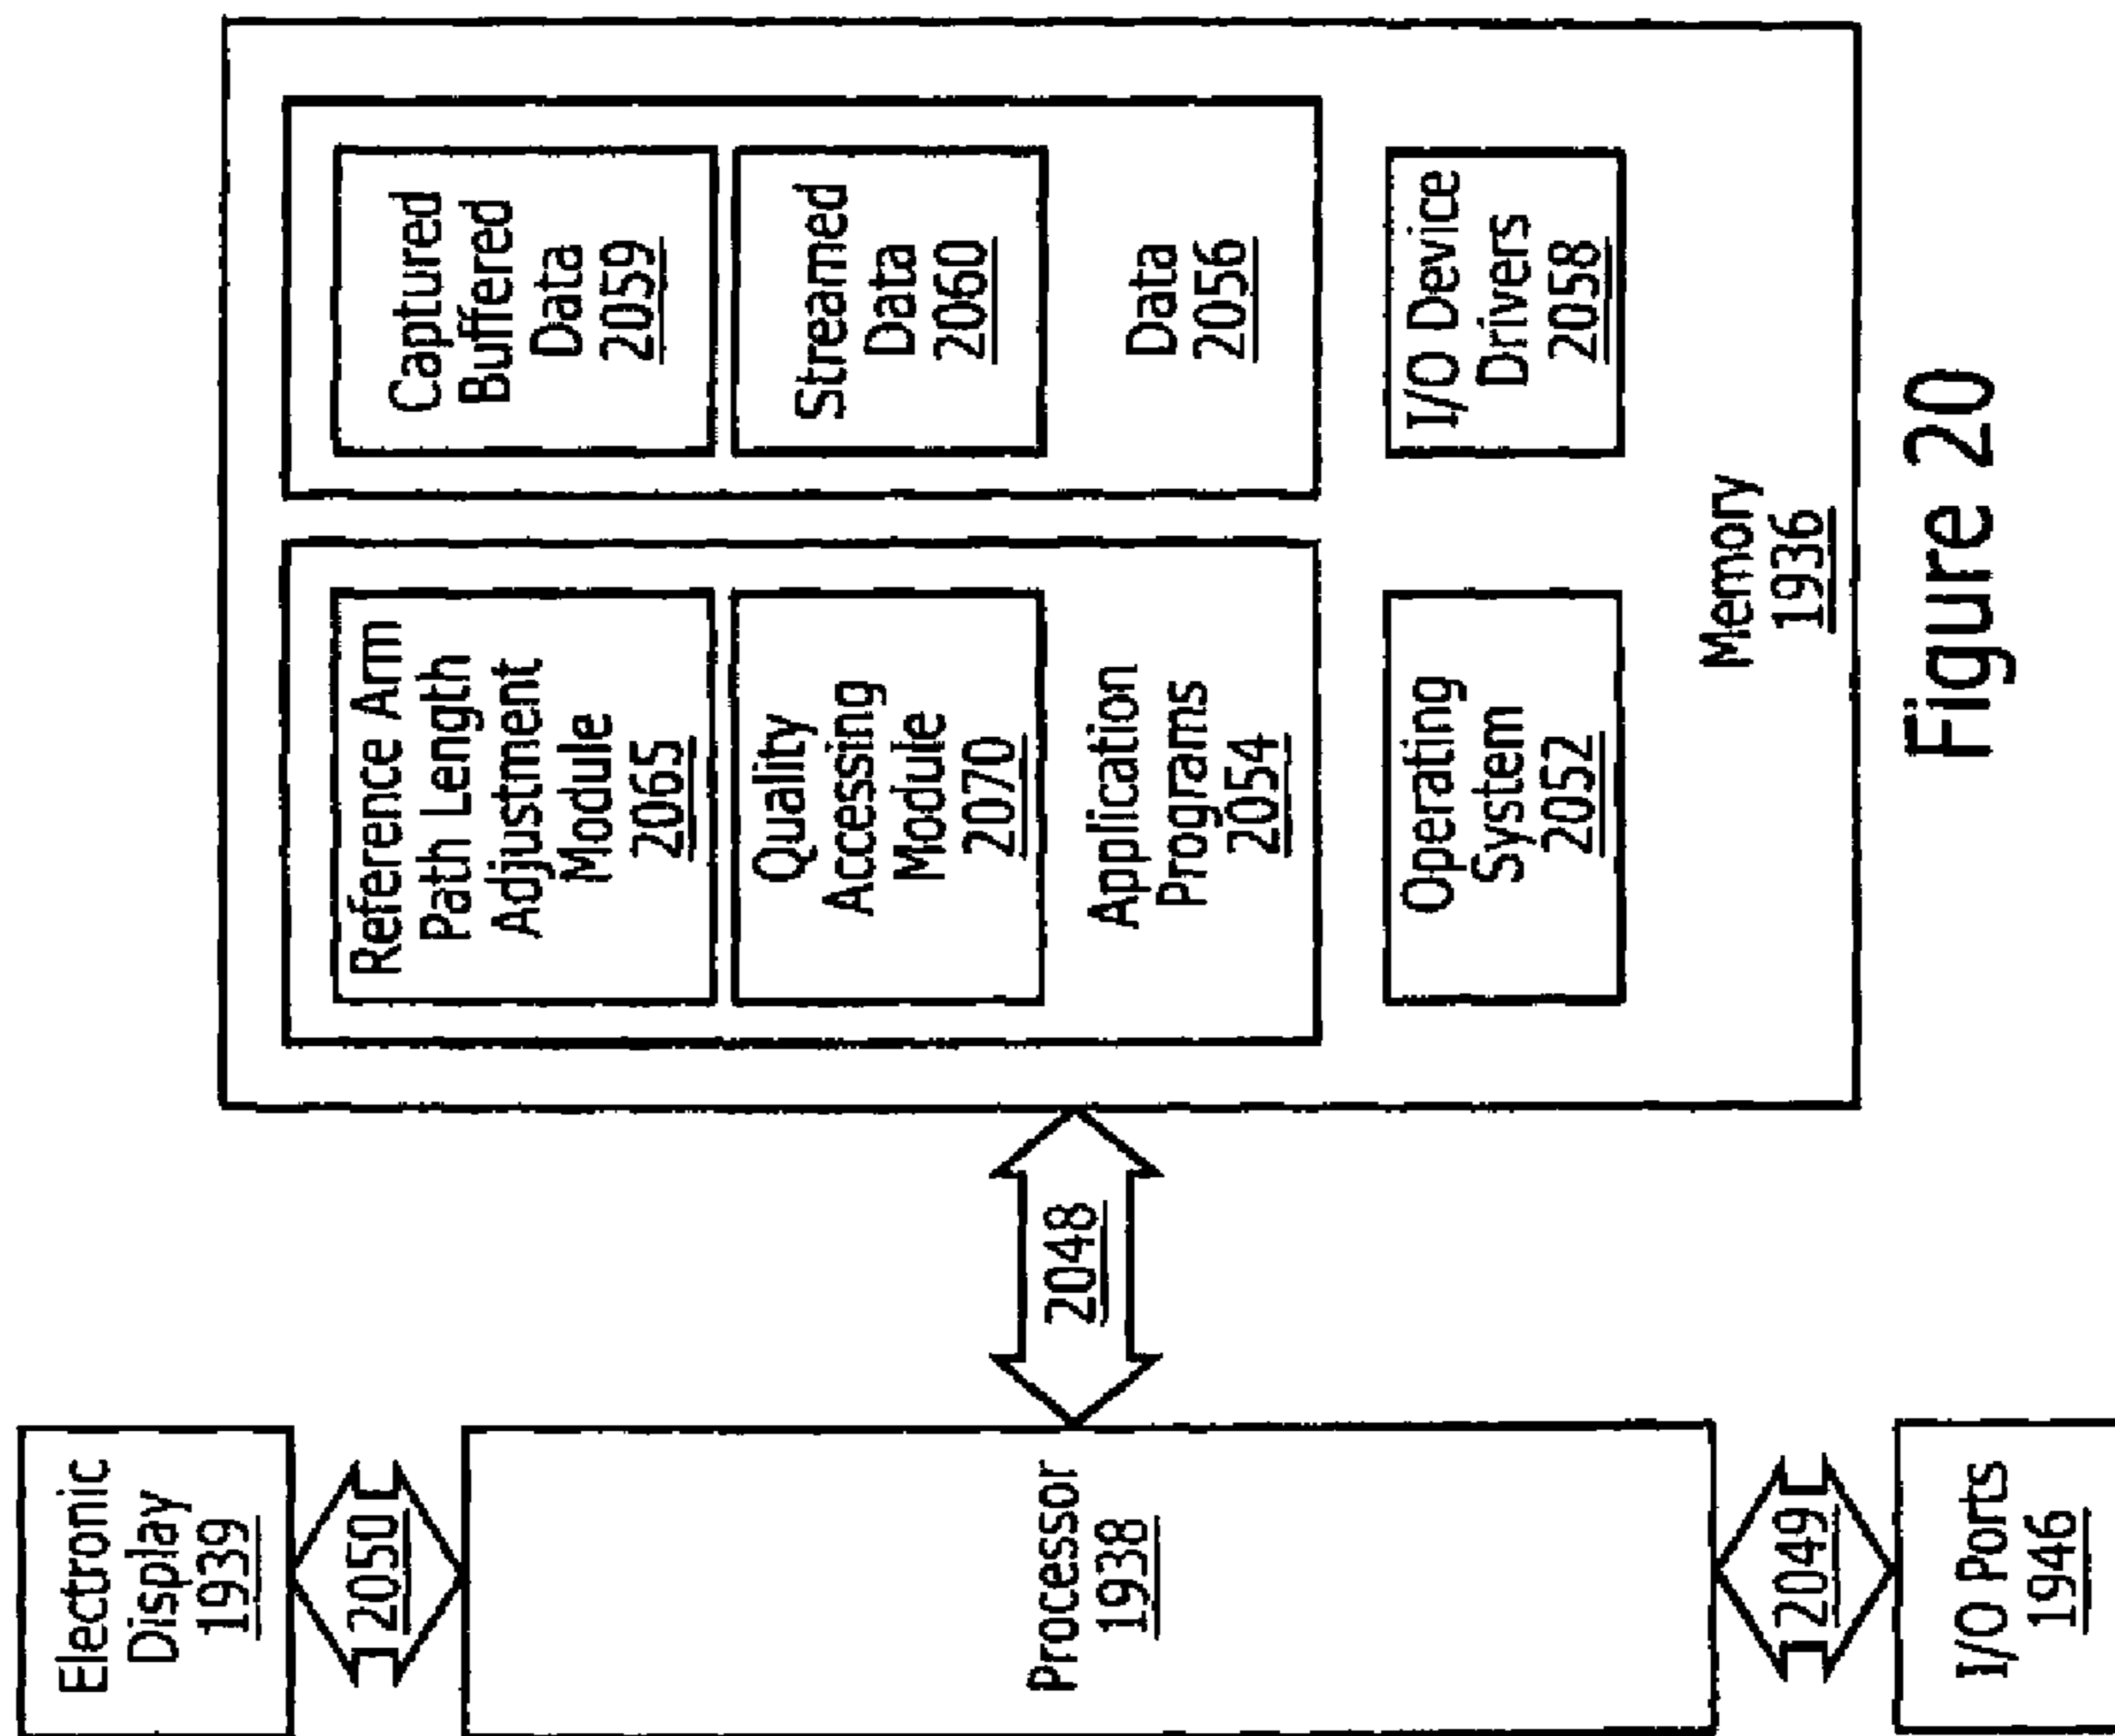 Electronic
Display
1939
2050
Processor
1938
2049
I/O Ports
1946
2048
Reference Arm
Path Length
Adjustment
Module
2065
Quality
Accessing
Module
2070
Application
Programs
2054
Operating
System
2052
Captured
Buffered
Data
2059
Streamed
Data
2060
Data
2056
I/O Device
Drivers
2058
Memory
1936
Figure 20